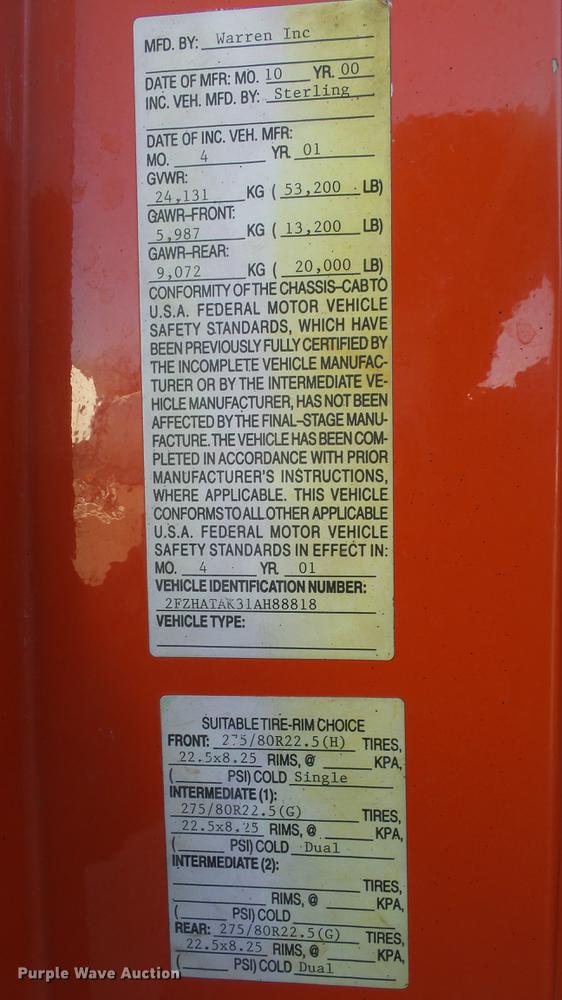 MFD. BY: Warren Inc
DATE OF MFR: MO. 10 YR. 00
INC. VEH. MFD. BY: Sterling
DATE OF INC. VEH. MFR:
MO. 4 YR. 01
GVWR:
24,131 KG ( 53,200 LB)
GAWR–FRONT:
5,987 KG ( 13,200 LB)
GAWR–REAR:
9,072 KG ( 20,000 LB)
CONFORMITY OF THE CHASSIS–CAB TO
U.S.A. FEDERAL MOTOR VEHICLE
SAFETY STANDARDS, WHICH HAVE
BEEN PREVIOUSLY FULLY CERTIFIED BY
THE INCOMPLETE VEHICLE MANUFAC-
TURER OR BY THE INTERMEDIATE VE-
HICLE MANUFACTURER, HAS NOT BEEN
AFFECTED BY THE FINAL–STAGE MANU-
FACTURE. THE VEHICLE HAS BEEN COM-
PLETED IN ACCORDANCE WITH PRIOR
MANUFACTURER'S INSTRUCTIONS,
WHERE APPLICABLE. THIS VEHICLE
CONFORMS TO ALL OTHER APPLICABLE
U.S.A. FEDERAL MOTOR VEHICLE
SAFETY STANDARDS IN EFFECT IN:
MO. 4 YR. 01
VEHICLE IDENTIFICATION NUMBER:
2FZHATAK31AH88818
VEHICLE TYPE:
SUITABLE TIRE-RIM CHOICE
FRONT: 275/80R22.5(H) TIRES,
22.5x8.25 RIMS, @ KPA,
( PSI) COLD Single
INTERMEDIATE (1):
275/80R22.5(G) TIRES,
22.5x8.25 RIMS, @ KPA,
( PSI) COLD Dual
INTERMEDIATE (2):
TIRES,
RIMS, @ KPA,
( PSI) COLD
REAR: 275/80R22.5(G) TIRES,
22.5x8.25 RIMS, @ KPA,
( PSI) COLD Dual
Purple Wave Auction